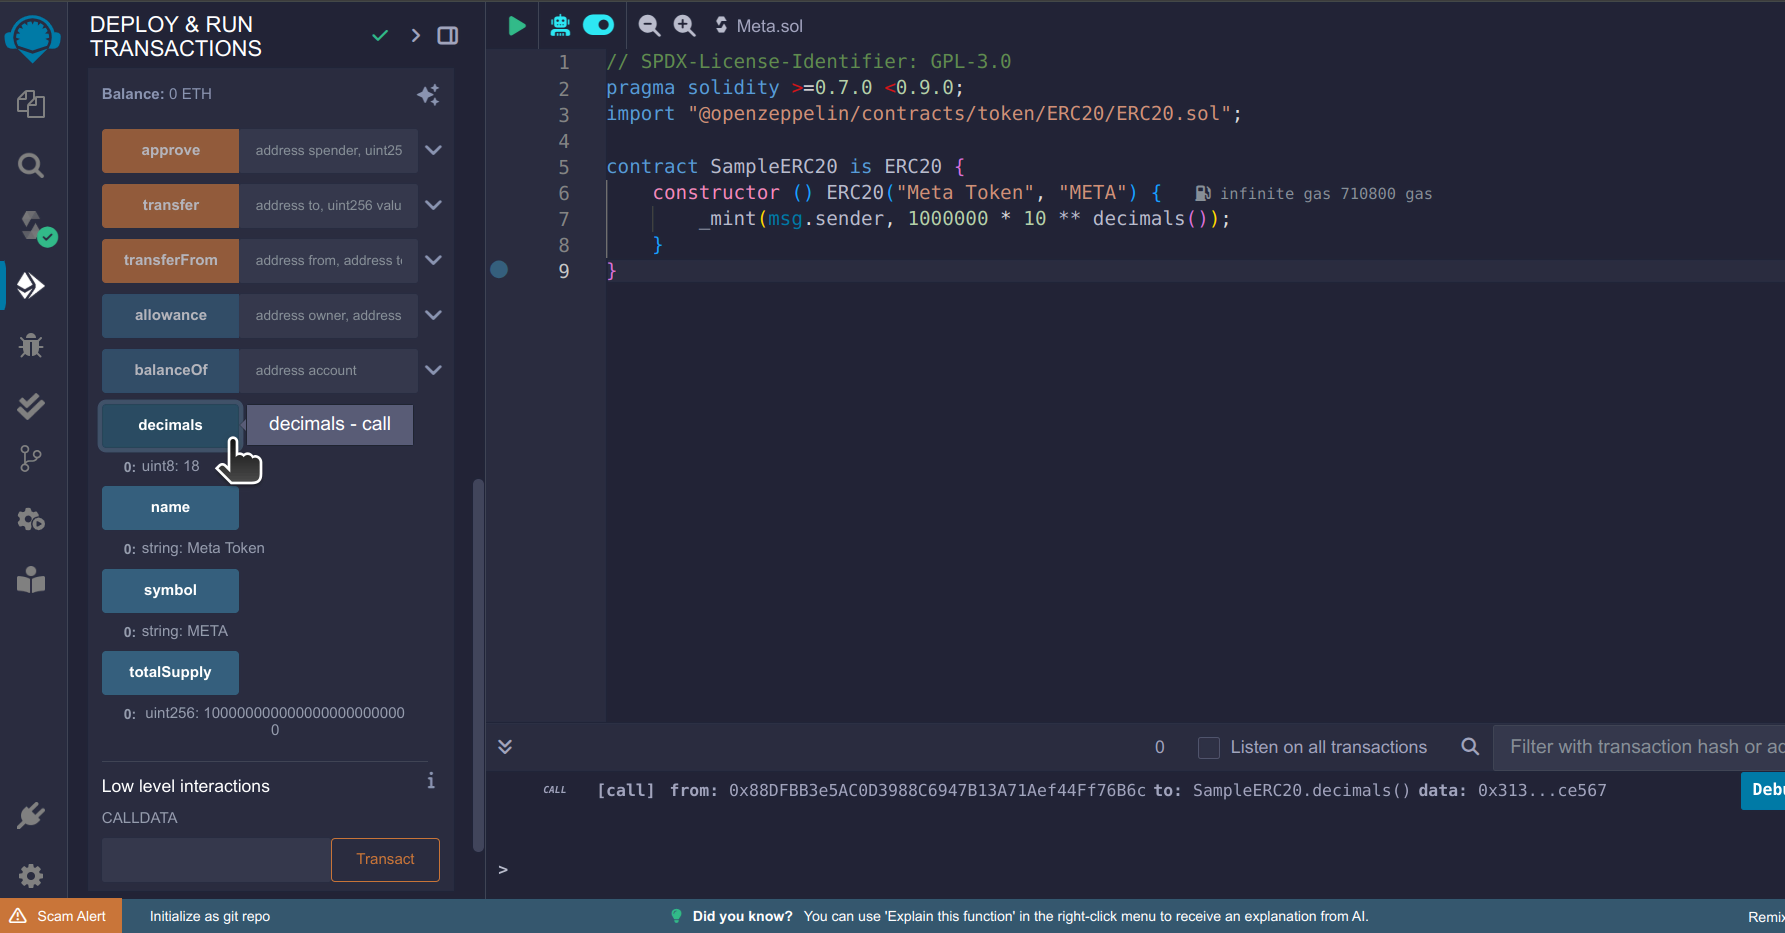 DEPLOY & RUN
TRANSACTIONS
Balance: 0 ETH
approve address spender, uint25
transfer address to, uint256 valu
transferFrom address from, address t
allowance address owner, address
balanceOf address account
decimals decimals - call
0: uint8: 18
name
0: string: Meta Token
symbol
0: string: META
totalSupply
0: uint256: 100000000000000000000000
0
Low level interactions i
CALLDATA
Transact
Meta.sol
1 // SPDX-License-Identifier: GPL-3.0
2 pragma solidity >=0.7.0 <0.9.0;
3 import "@openzeppelin/contracts/token/ERC20/ERC20.sol";
4
5 contract SampleERC20 is ERC20 {
6 constructor () ERC20("Meta Token", "META") { infinite gas 710800 gas
7 _mint(msg.sender, 1000000 * 10 ** decimals());
8 }
9 }
0 Listen on all transactions Filter with transaction hash or ad
CALL [call] from: 0x88DFBB3e5AC0D3988C6947B13A71Aef44Ff76B6c to: SampleERC20.decimals() data: 0x313...ce567 Debu
>
Scam Alert Initialize as git repo Did you know? You can use 'Explain this function' in the right-click menu to receive an explanation from AI. Remix